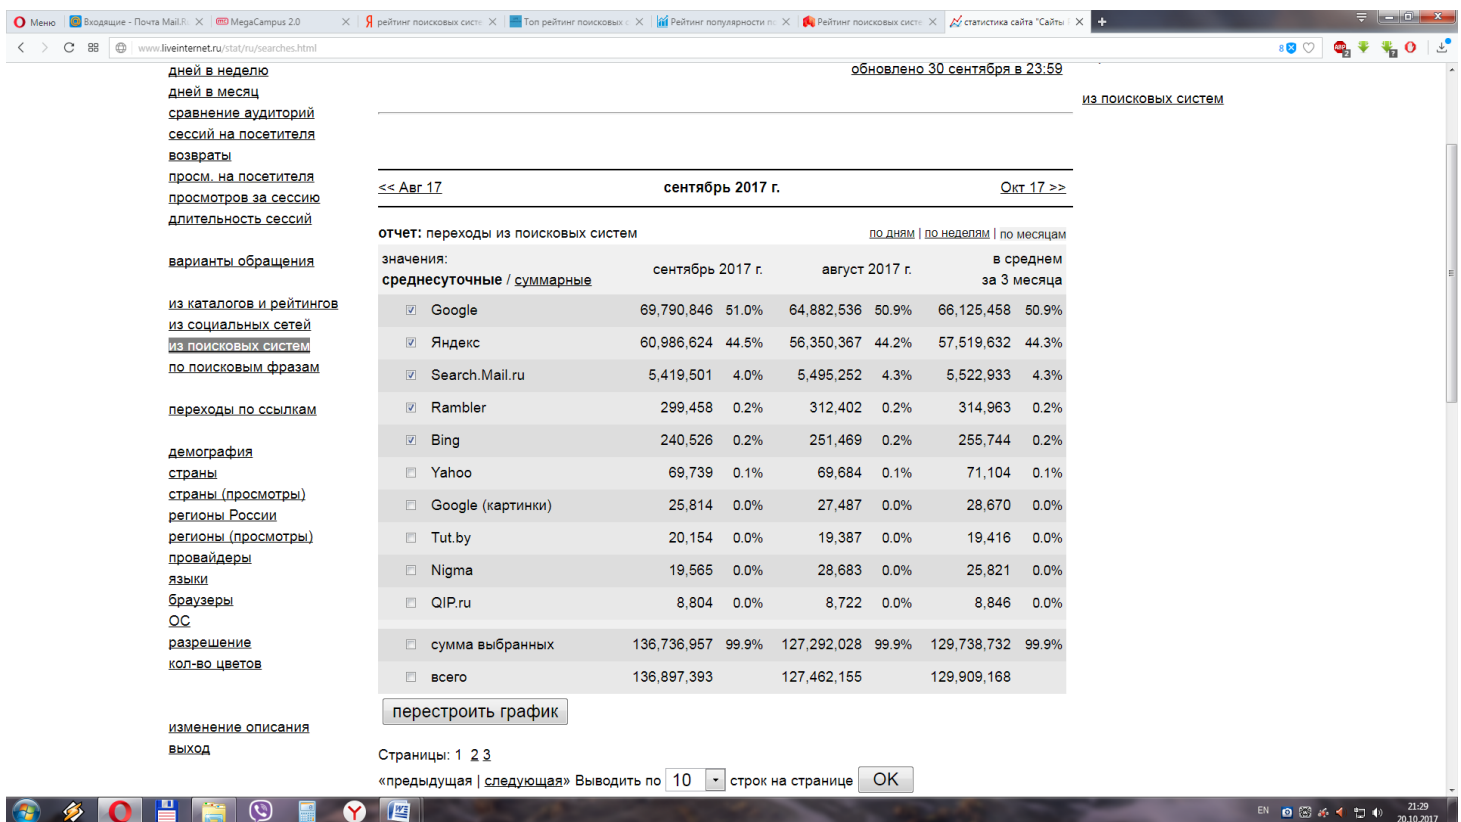 Меню
Входящие - Почта Mail.R
MegaCampus 2.0
рейтинг поисковых систе
Топ рейтинг поисковых с
Рейтинг популярности по
Рейтинг поисковых систе
статистика сайта "Сайты
www.liveinternet.ru/stat/ru/searches.html
8
дней в неделю
дней в месяц
сравнение аудиторий
сессий на посетителя
возвраты
просм. на посетителя
просмотров за сессию
длительность сессий
варианты обращения
из каталогов и рейтингов
из социальных сетей
из поисковых систем
по поисковым фразам
переходы по ссылкам
демография
страны
страны (просмотры)
регионы России
регионы (просмотры)
провайдеры
языки
браузеры
ОС
разрешение
кол-во цветов
изменение описания
выход
обновлено 30 сентября в 23:59
из поисковых систем
<< Авг 17 сентябрь 2017 г. Окт 17 >>
отчет: переходы из поисковых систем по дням | по неделям | по месяцам
значения:
среднесуточные / суммарные
сентябрь 2017 г. август 2017 г. в среднем
за 3 месяца
Google 69,790,846 51.0% 64,882,536 50.9% 66,125,458 50.9%
Яндекс 60,986,624 44.5% 56,350,367 44.2% 57,519,632 44.3%
Search.Mail.ru 5,419,501 4.0% 5,495,252 4.3% 5,522,933 4.3%
Rambler 299,458 0.2% 312,402 0.2% 314,963 0.2%
Bing 240,526 0.2% 251,469 0.2% 255,744 0.2%
Yahoo 69,739 0.1% 69,684 0.1% 71,104 0.1%
Google (картинки) 25,814 0.0% 27,487 0.0% 28,670 0.0%
Tut.by 20,154 0.0% 19,387 0.0% 19,416 0.0%
Nigma 19,565 0.0% 28,683 0.0% 25,821 0.0%
QIP.ru 8,804 0.0% 8,722 0.0% 8,846 0.0%
сумма выбранных 136,736,957 99.9% 127,292,028 99.9% 129,738,732 99.9%
всего 136,897,393 127,462,155 129,909,168
перестроить график
Страницы: 1 2 3
«предыдущая | следующая» Выводить по 10 строк на странице OK
EN
21:29
20.10.2017